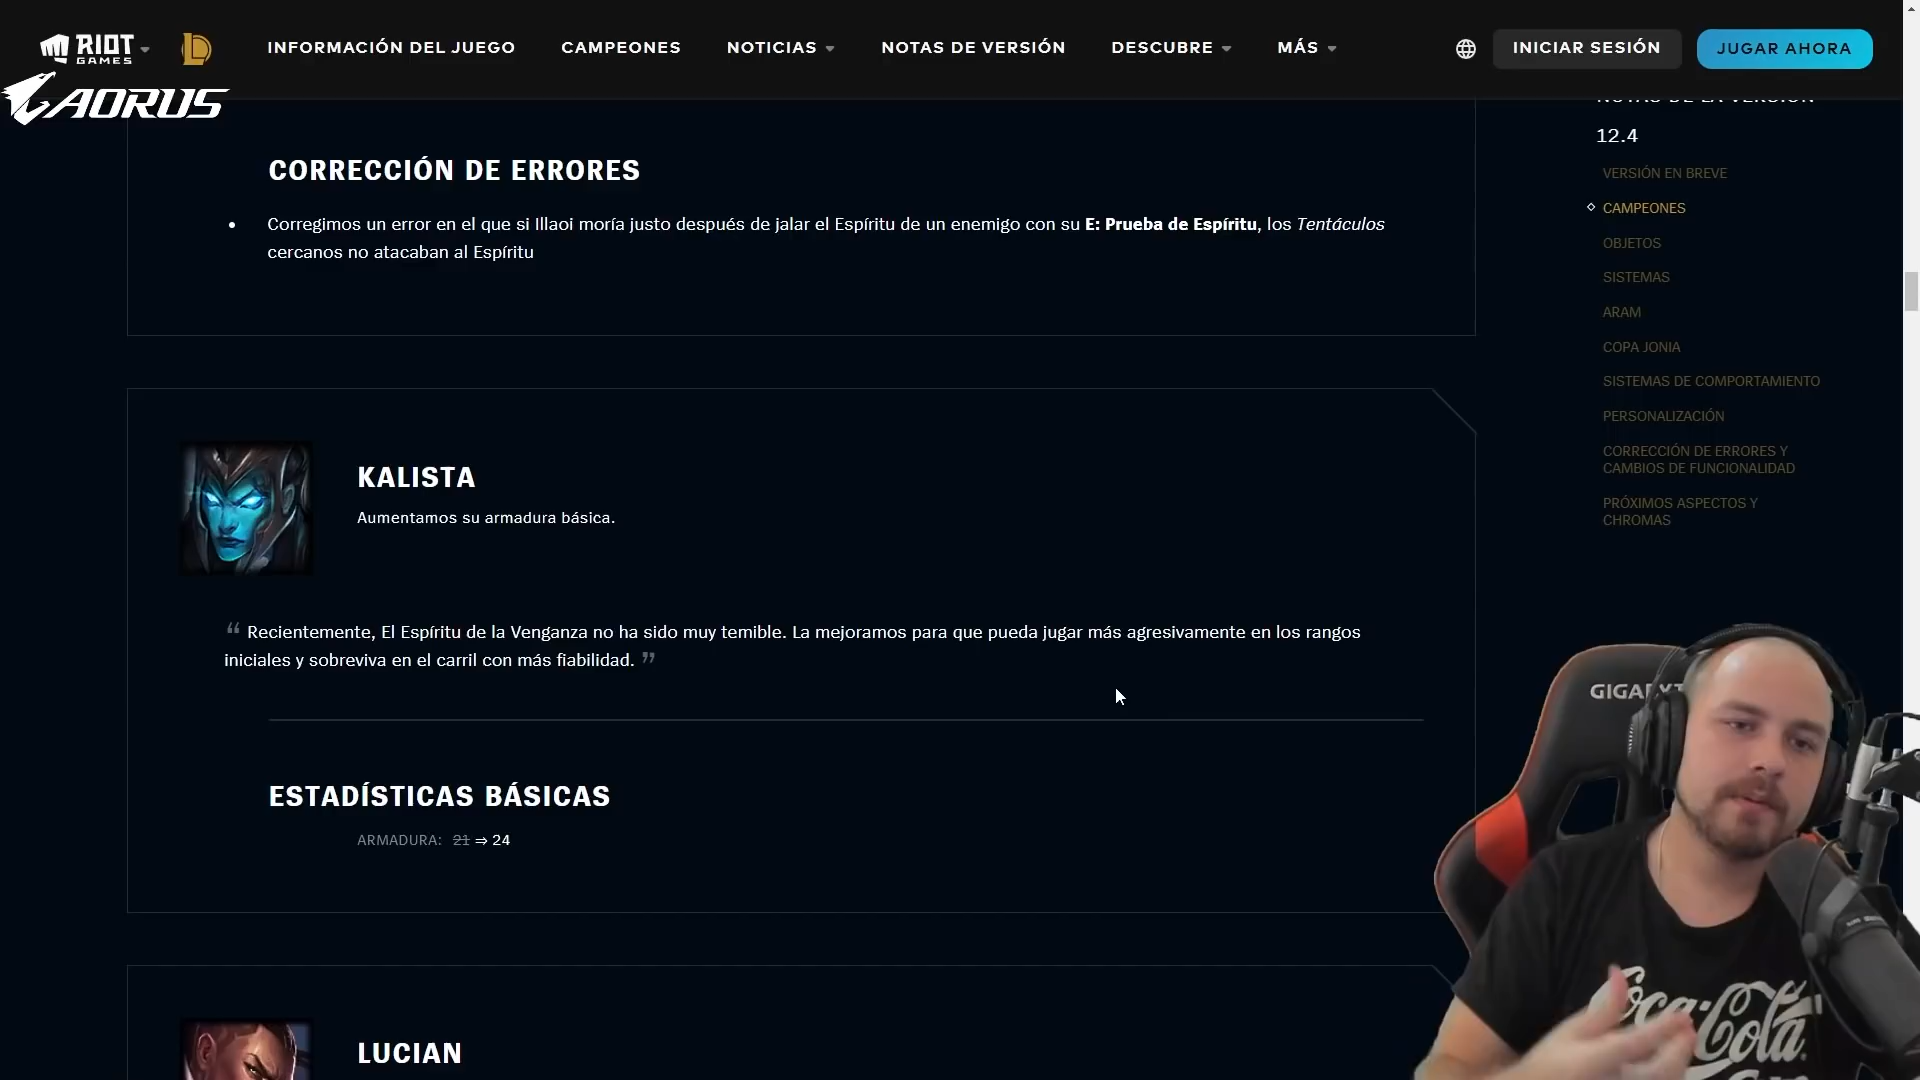 RIOT GAMES
INFORMACIÓN DEL JUEGO
CAMPEONES
NOTICIAS
NOTAS DE VERSIÓN
DESCUBRE
MÁS
INICIAR SESIÓN
JUGAR AHORA
AORUS
NOTAS DE LA VERSIÓN
12.4
VERSIÓN EN BREVE
CAMPEONES
OBJETOS
SISTEMAS
ARAM
COPA JONIA
SISTEMAS DE COMPORTAMIENTO
PERSONALIZACIÓN
CORRECCIÓN DE ERRORES Y
CAMBIOS DE FUNCIONALIDAD
PRÓXIMOS ASPECTOS Y
CHROMAS
CORRECCIÓN DE ERRORES
• Corregimos un error en el que si Illaoi moría justo después de jalar el Espíritu de un enemigo con su E: Prueba de Espíritu, los Tentáculos
cercanos no atacaban al Espíritu
KALISTA
Aumentamos su armadura básica.
“ Recientemente, El Espíritu de la Venganza no ha sido muy temible. La mejoramos para que pueda jugar más agresivamente en los rangos
iniciales y sobreviva en el carril con más fiabilidad. ”
ESTADÍSTICAS BÁSICAS
ARMADURA: 21 ⇒ 24
LUCIAN
Coca-Cola